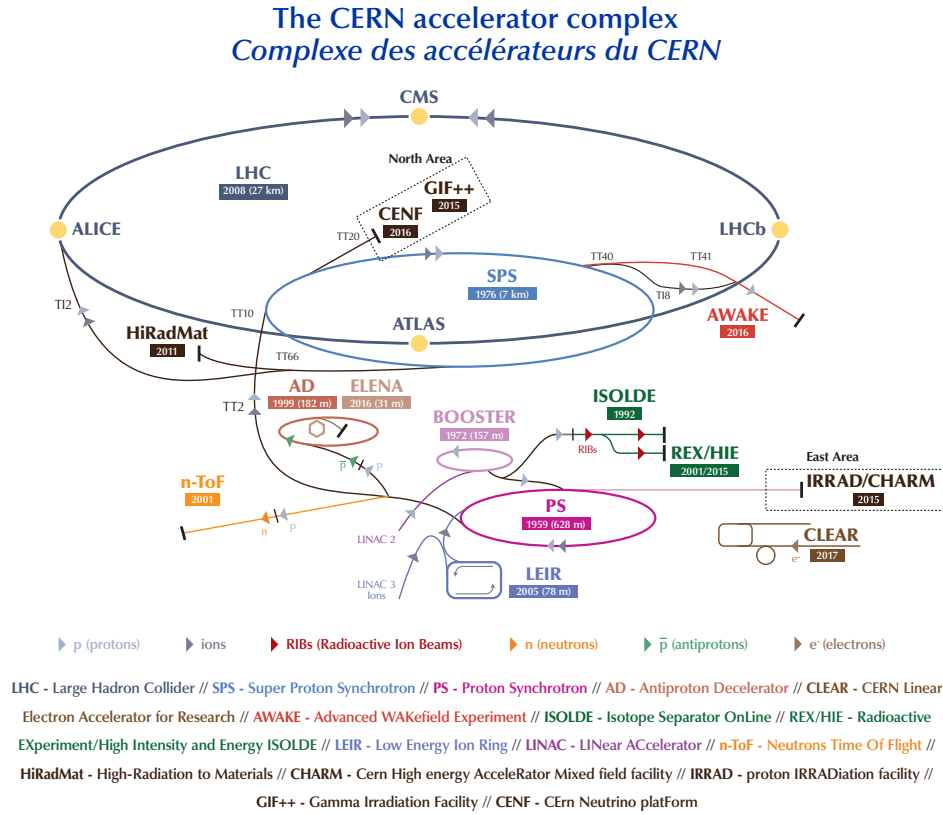 The CERN accelerator complex
Complexe des accélérateurs du CERN
CMS
North Area
LHC
2008 (27 km)
GIF++
2015
CENF
2016
ALICE
LHCb
TT20
TT40
TT41
SPS
1976 (7 km)
TI8
TI2
TT10
AWAKE
2016
ATLAS
HiRadMat
2011
TT66
AD
1999 (182 m)
ELENA
2016 (31 m)
TT2
ISOLDE
1992
BOOSTER
1972 (157 m)
RIBs
REX/HIE
2001/2015
p̅
p
East Area
n-ToF
2001
IRRAD/CHARM
2015
PS
1959 (628 m)
n
p
LINAC 2
CLEAR
2017
e-
LEIR
2005 (78 m)
LINAC 3
Ions
p (protons)
ions
RIBs (Radioactive Ion Beams)
n (neutrons)
p̅ (antiprotons)
e- (electrons)
LHC - Large Hadron Collider // SPS - Super Proton Synchrotron // PS - Proton Synchrotron // AD - Antiproton Decelerator // CLEAR - CERN Linear
Electron Accelerator for Research // AWAKE - Advanced WAKefield Experiment // ISOLDE - Isotope Separator OnLine // REX/HIE - Radioactive
EXperiment/High Intensity and Energy ISOLDE // LEIR - Low Energy Ion Ring // LINAC - LINear ACcelerator // n-ToF - Neutrons Time Of Flight //
HiRadMat - High-Radiation to Materials // CHARM - Cern High energy AcceleRator Mixed field facility // IRRAD - proton IRRADiation facility //
GIF++ - Gamma Irradiation Facility // CENF - CErn Neutrino platForm